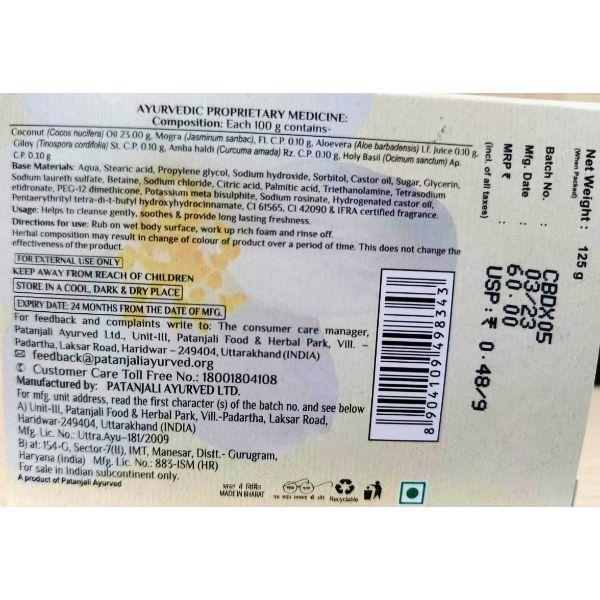 AYURVEDIC PROPRIETARY MEDICINE:
Composition: Each 100 g contains-
Coconut (Cocos nucifera) Oil 23.00 g, Mogra (Jasminum sanbac), Fl. C.P. 0.10 g, Aloevera (Aloe barbadensis) Lf. Juice 0.10 g,
Giloy (Tinospora cordifolia) St. C.P. 0.10 g, Amba haldi (Curcuma amada) Rz. C.P. 0.10 g, Holy Basil (Ocimum sanctum) Ap.
C.P. 0.10 g
Base Materials: Aqua, Stearic acid, Propylene glycol, Sodium hydroxide, Sorbitol, Castor oil, Sugar, Glycerin,
Sodium laureth sulfate, Betaine, Sodium chloride, Citric acid, Palmitic acid, Triethanolamine, Tetrasodium
etidronate, PEG-12 dimethicone, Potassium meta bisulphite, Sodium rosinate, Hydrogenated castor oil,
Pentaerythrityl tetra-di-t-butyl hydroxyhydrocinnamate, CI 61565, CI 42090 & IFRA certified fragrance.
Usage: Helps to cleanse gently, soothes & provide long lasting freshness.
Directions for use: Rub on wet body surface, work up rich foam and rinse off.
Herbal composition may result in change of colour of product over a period of time. This does not change the
effectiveness of the product.
FOR EXTERNAL USE ONLY
KEEP AWAY FROM REACH OF CHILDREN
STORE IN A COOL, DARK & DRY PLACE
EXPIRY DATE: 24 MONTHS FROM THE DATE OF MFG.
For feedback and complaints write to: The consumer care manager,
Patanjali Ayurved Ltd., Unit-III, Patanjali Food & Herbal Park, Vill. -
Padartha, Laksar Road, Haridwar - 249404, Uttarakhand (INDIA)
feedback@patanjaliayurved.org
Customer Care Toll Free No.: 18001804108
Manufactured by: PATANJALI AYURVED LTD.
For mfg. unit address, read the first character (s) of the batch no. and see below
A) Unit-III, Patanjali Food & Herbal Park, Vill.-Padartha, Laksar Road,
Haridwar-249404, Uttarakhand (INDIA)
Mfg. Lic. No.: Uttra.Ayu-181/2009
B) at: 154-G, Sector-7(II), IMT, Manesar, Distt.- Gurugram,
Haryana (India) Mfg. Lic. No.: 883-ISM (HR)
For sale in Indian subcontinent only.
A product of Patanjali Ayurved
भारत में निर्मित
MADE IN BHARAT
एक कदम स्वच्छता की ओर
Recyclable
8 904109 498343
Net Weight : 125 g
(When Packed)
Batch No. : CBDX05
Mfg. Date : 03/23
MRP ₹ : 60.00
(Incl. of all taxes) USP: ₹ 0.48/g